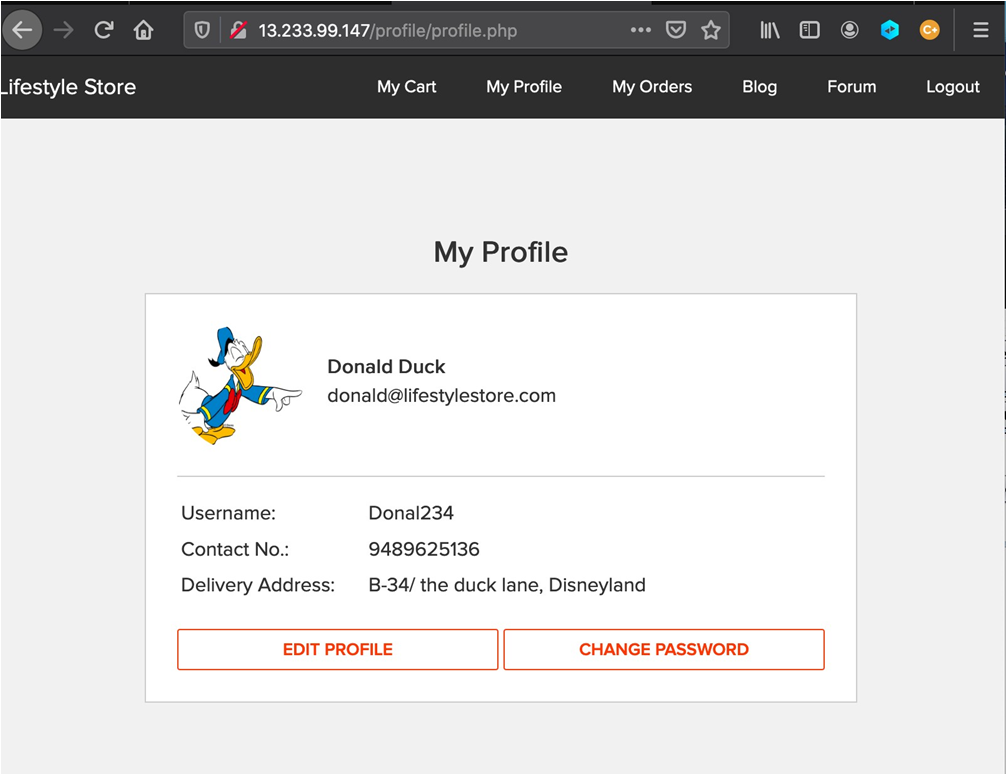 13.233.99.147/profile/profile.php
Lifestyle Store My Cart My Profile My Orders Blog Forum Logout
My Profile
Donald Duck
donald@lifestylestore.com
Username: Donal234
Contact No.: 9489625136
Delivery Address: B-34/ the duck lane, Disneyland
EDIT PROFILE CHANGE PASSWORD